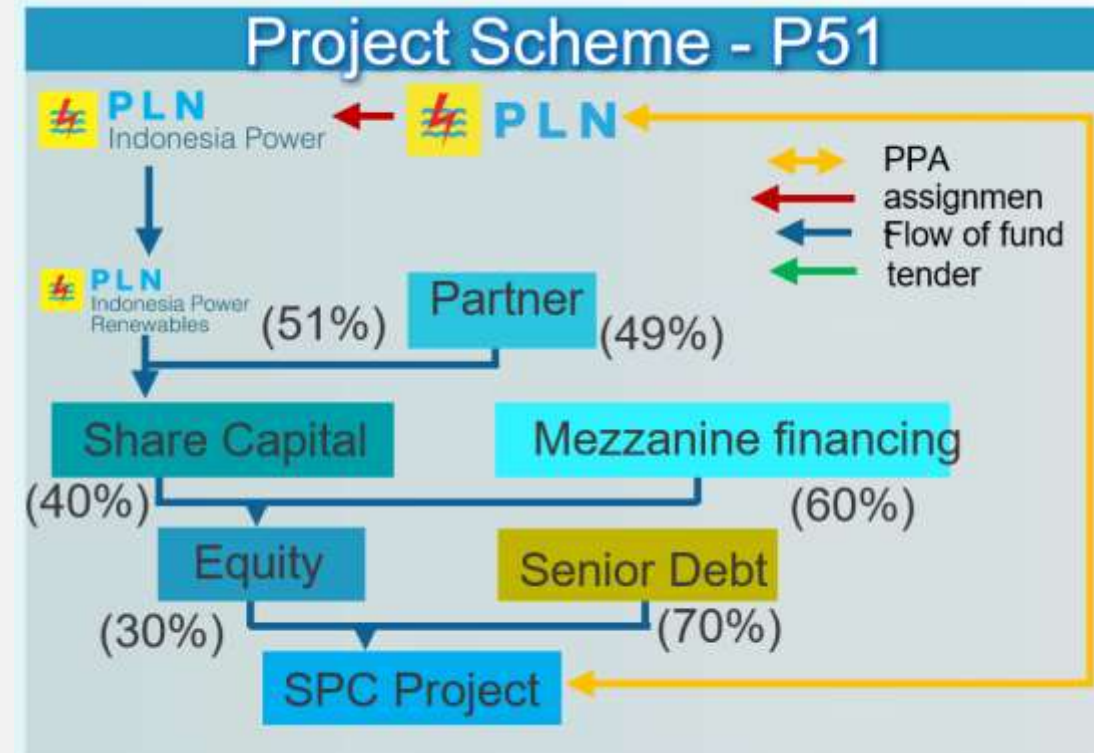 Project Scheme - P51
PLN
Indonesia Power
PLN
PPA
assignmen
t
Flow of fund
tender
PLN
Indonesia Power
Renewables
(51%)
Partner
(49%)
Share Capital
Mezzanine financing
(40%)
(60%)
Equity
Senior Debt
(30%)
(70%)
SPC Project